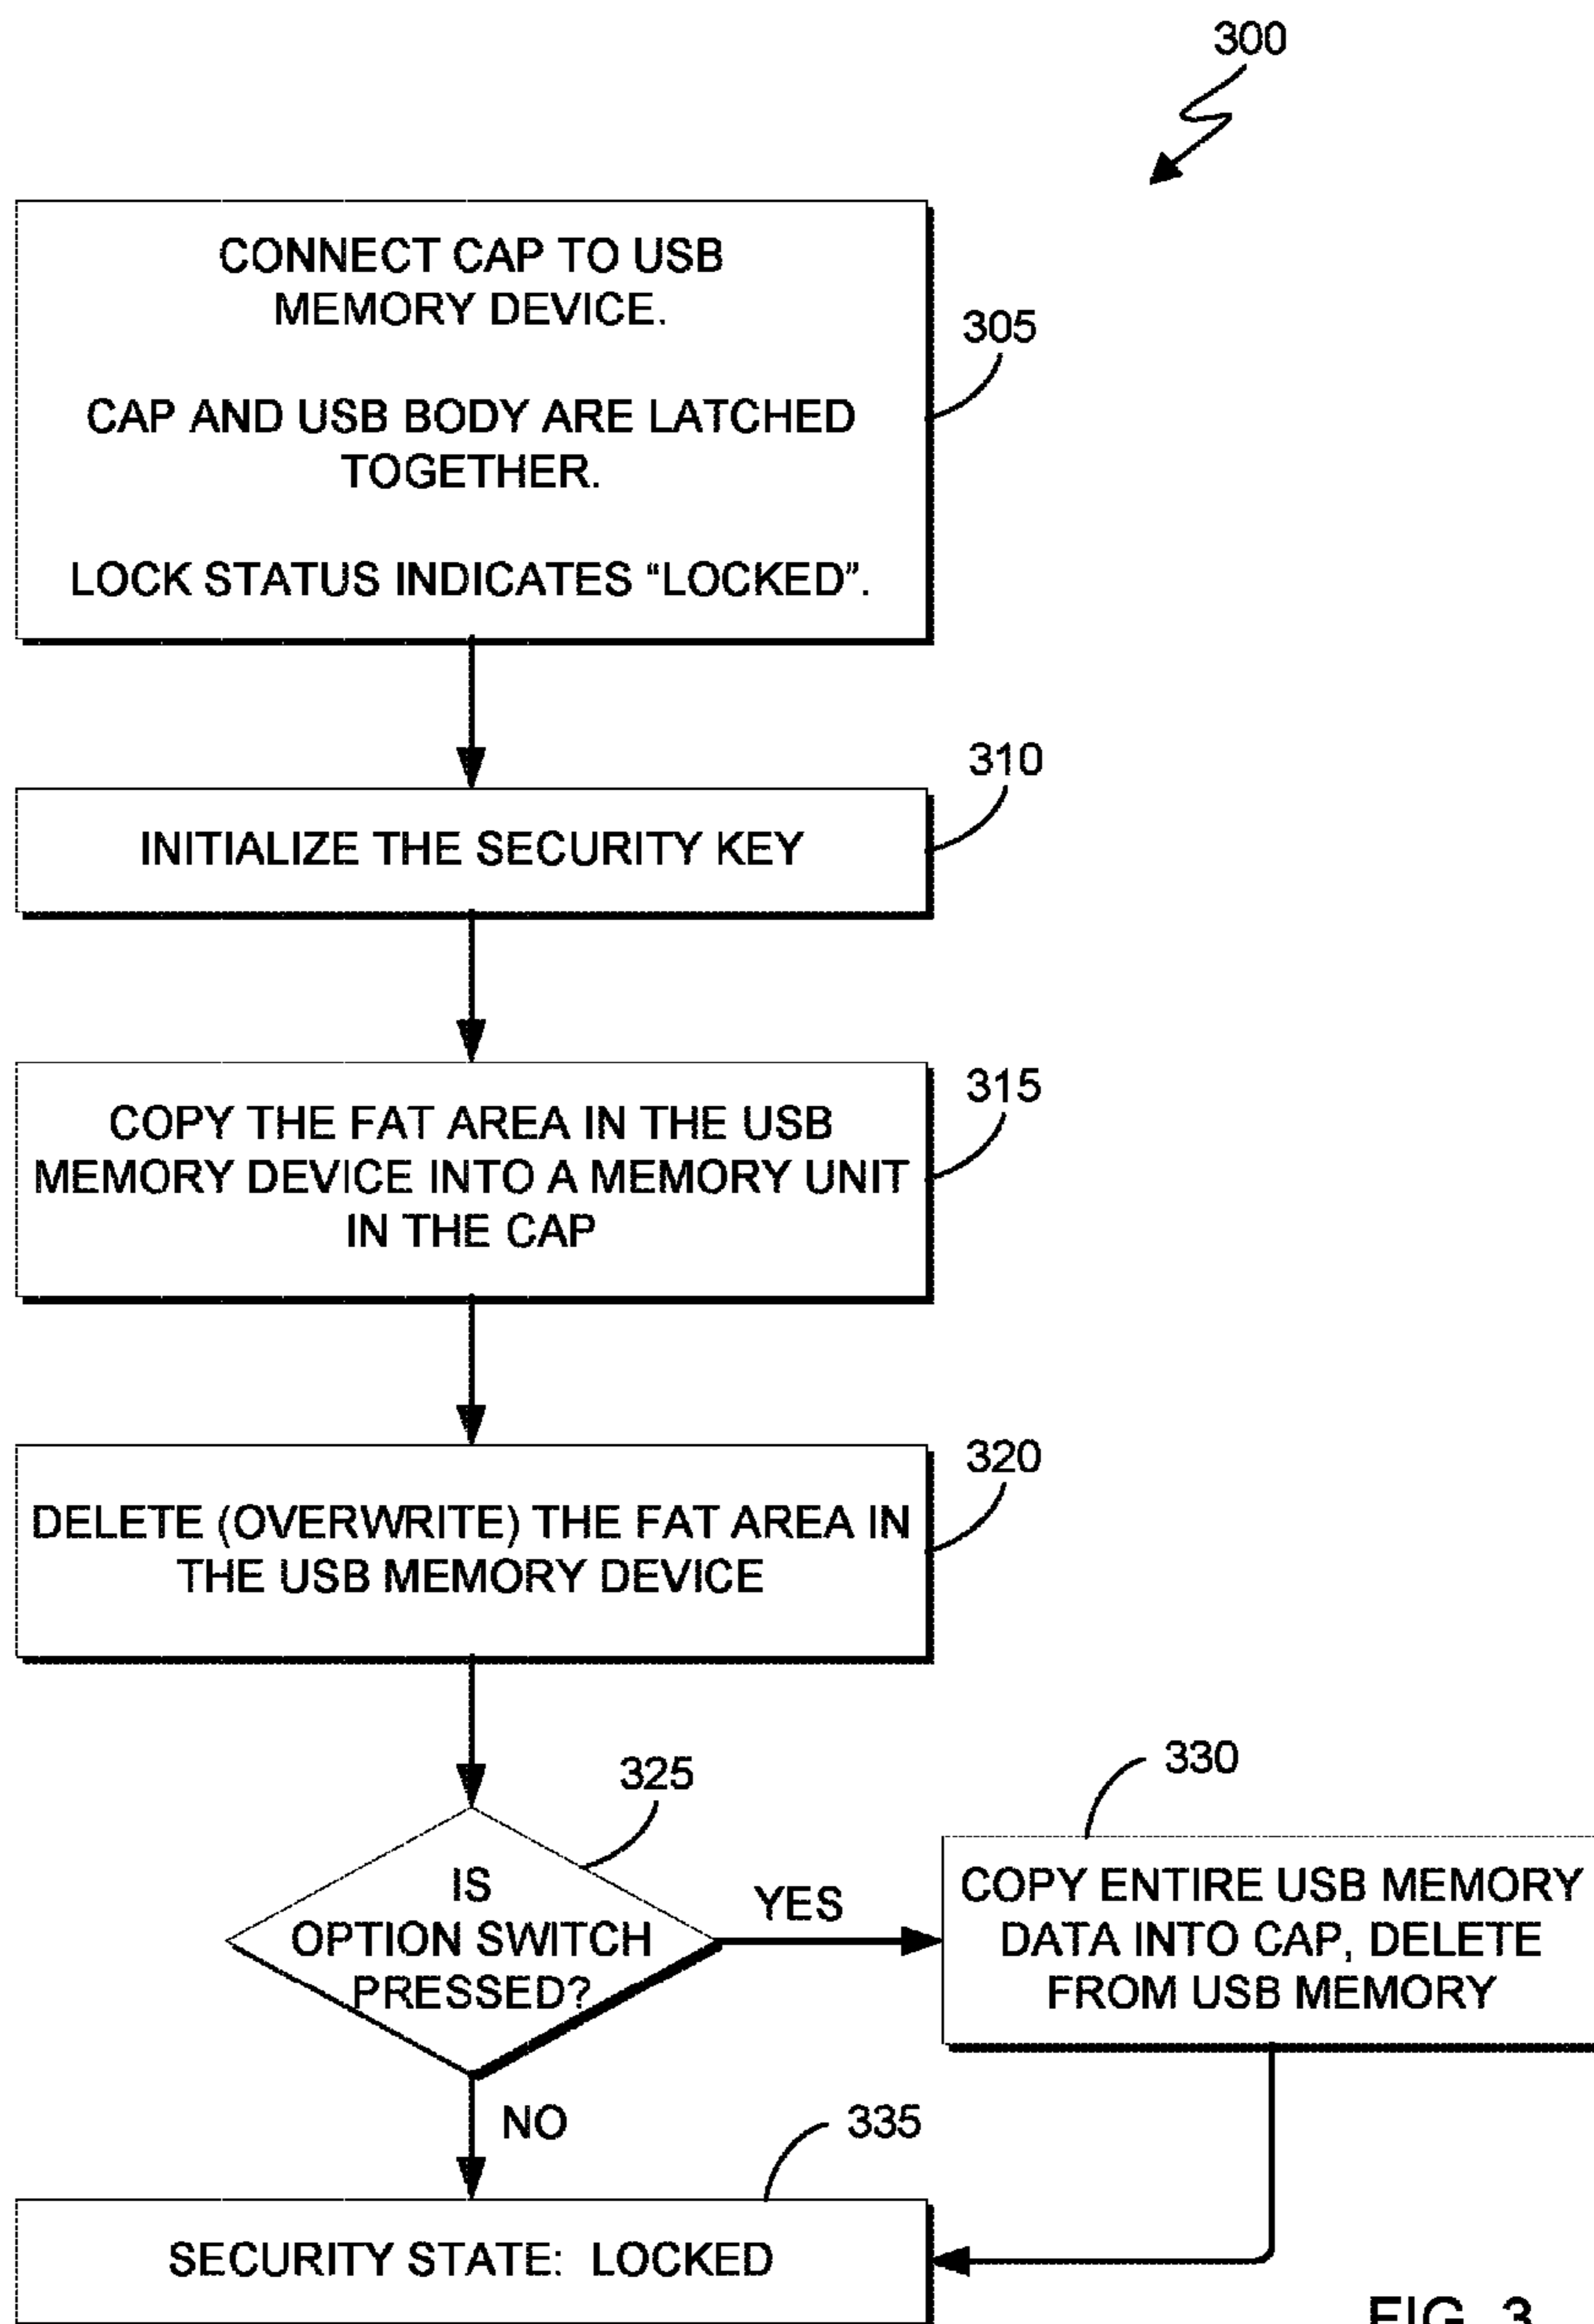 300
CONNECT CAP TO USB
MEMORY DEVICE.
CAP AND USB BODY ARE LATCHED
TOGETHER.
LOCK STATUS INDICATES “LOCKED”.
305
INITIALIZE THE SECURITY KEY
310
COPY THE FAT AREA IN THE USB
MEMORY DEVICE INTO A MEMORY UNIT
IN THE CAP
315
DELETE (OVERWRITE) THE FAT AREA IN
THE USB MEMORY DEVICE
320
IS
OPTION SWITCH
PRESSED?
325
YES
330
COPY ENTIRE USB MEMORY
DATA INTO CAP, DELETE
FROM USB MEMORY
NO
335
SECURITY STATE: LOCKED
FIG. 3